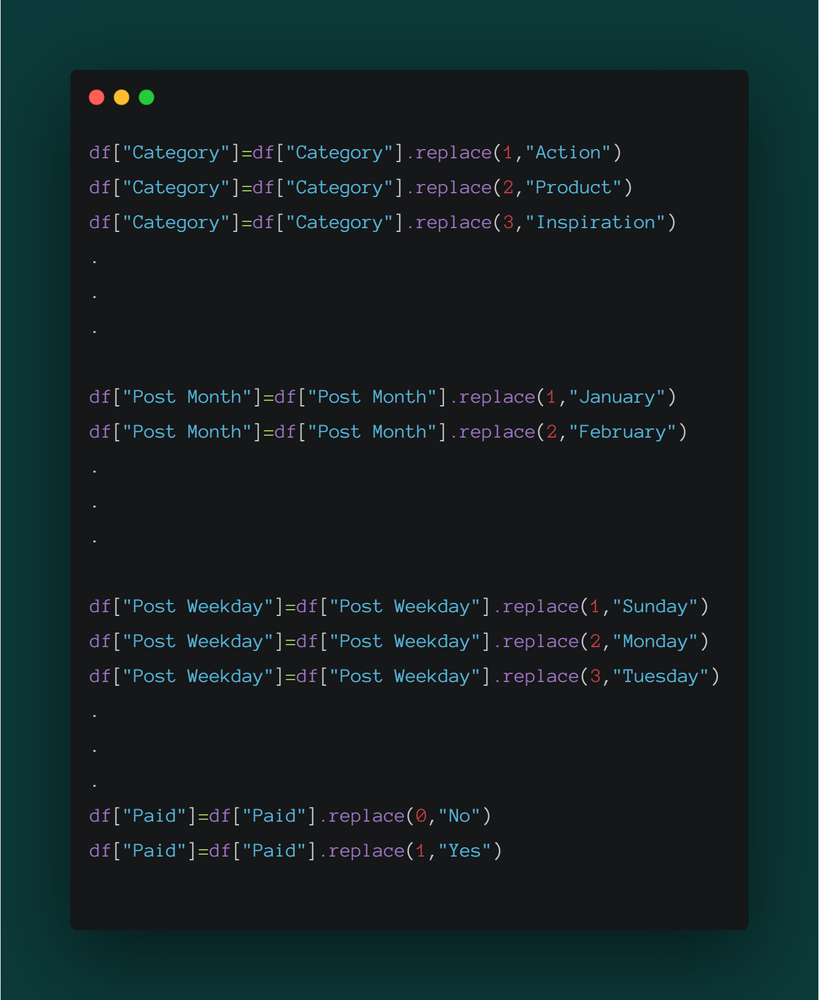 df["Category"]=df["Category"].replace(1,"Action")
df["Category"]=df["Category"].replace(2,"Product")
df["Category"]=df["Category"].replace(3,"Inspiration")
.
.
.
df["Post Month"]=df["Post Month"].replace(1,"January")
df["Post Month"]=df["Post Month"].replace(2,"February")
.
.
.
df["Post Weekday"]=df["Post Weekday"].replace(1,"Sunday")
df["Post Weekday"]=df["Post Weekday"].replace(2,"Monday")
df["Post Weekday"]=df["Post Weekday"].replace(3,"Tuesday")
.
.
.
df["Paid"]=df["Paid"].replace(0,"No")
df["Paid"]=df["Paid"].replace(1,"Yes")